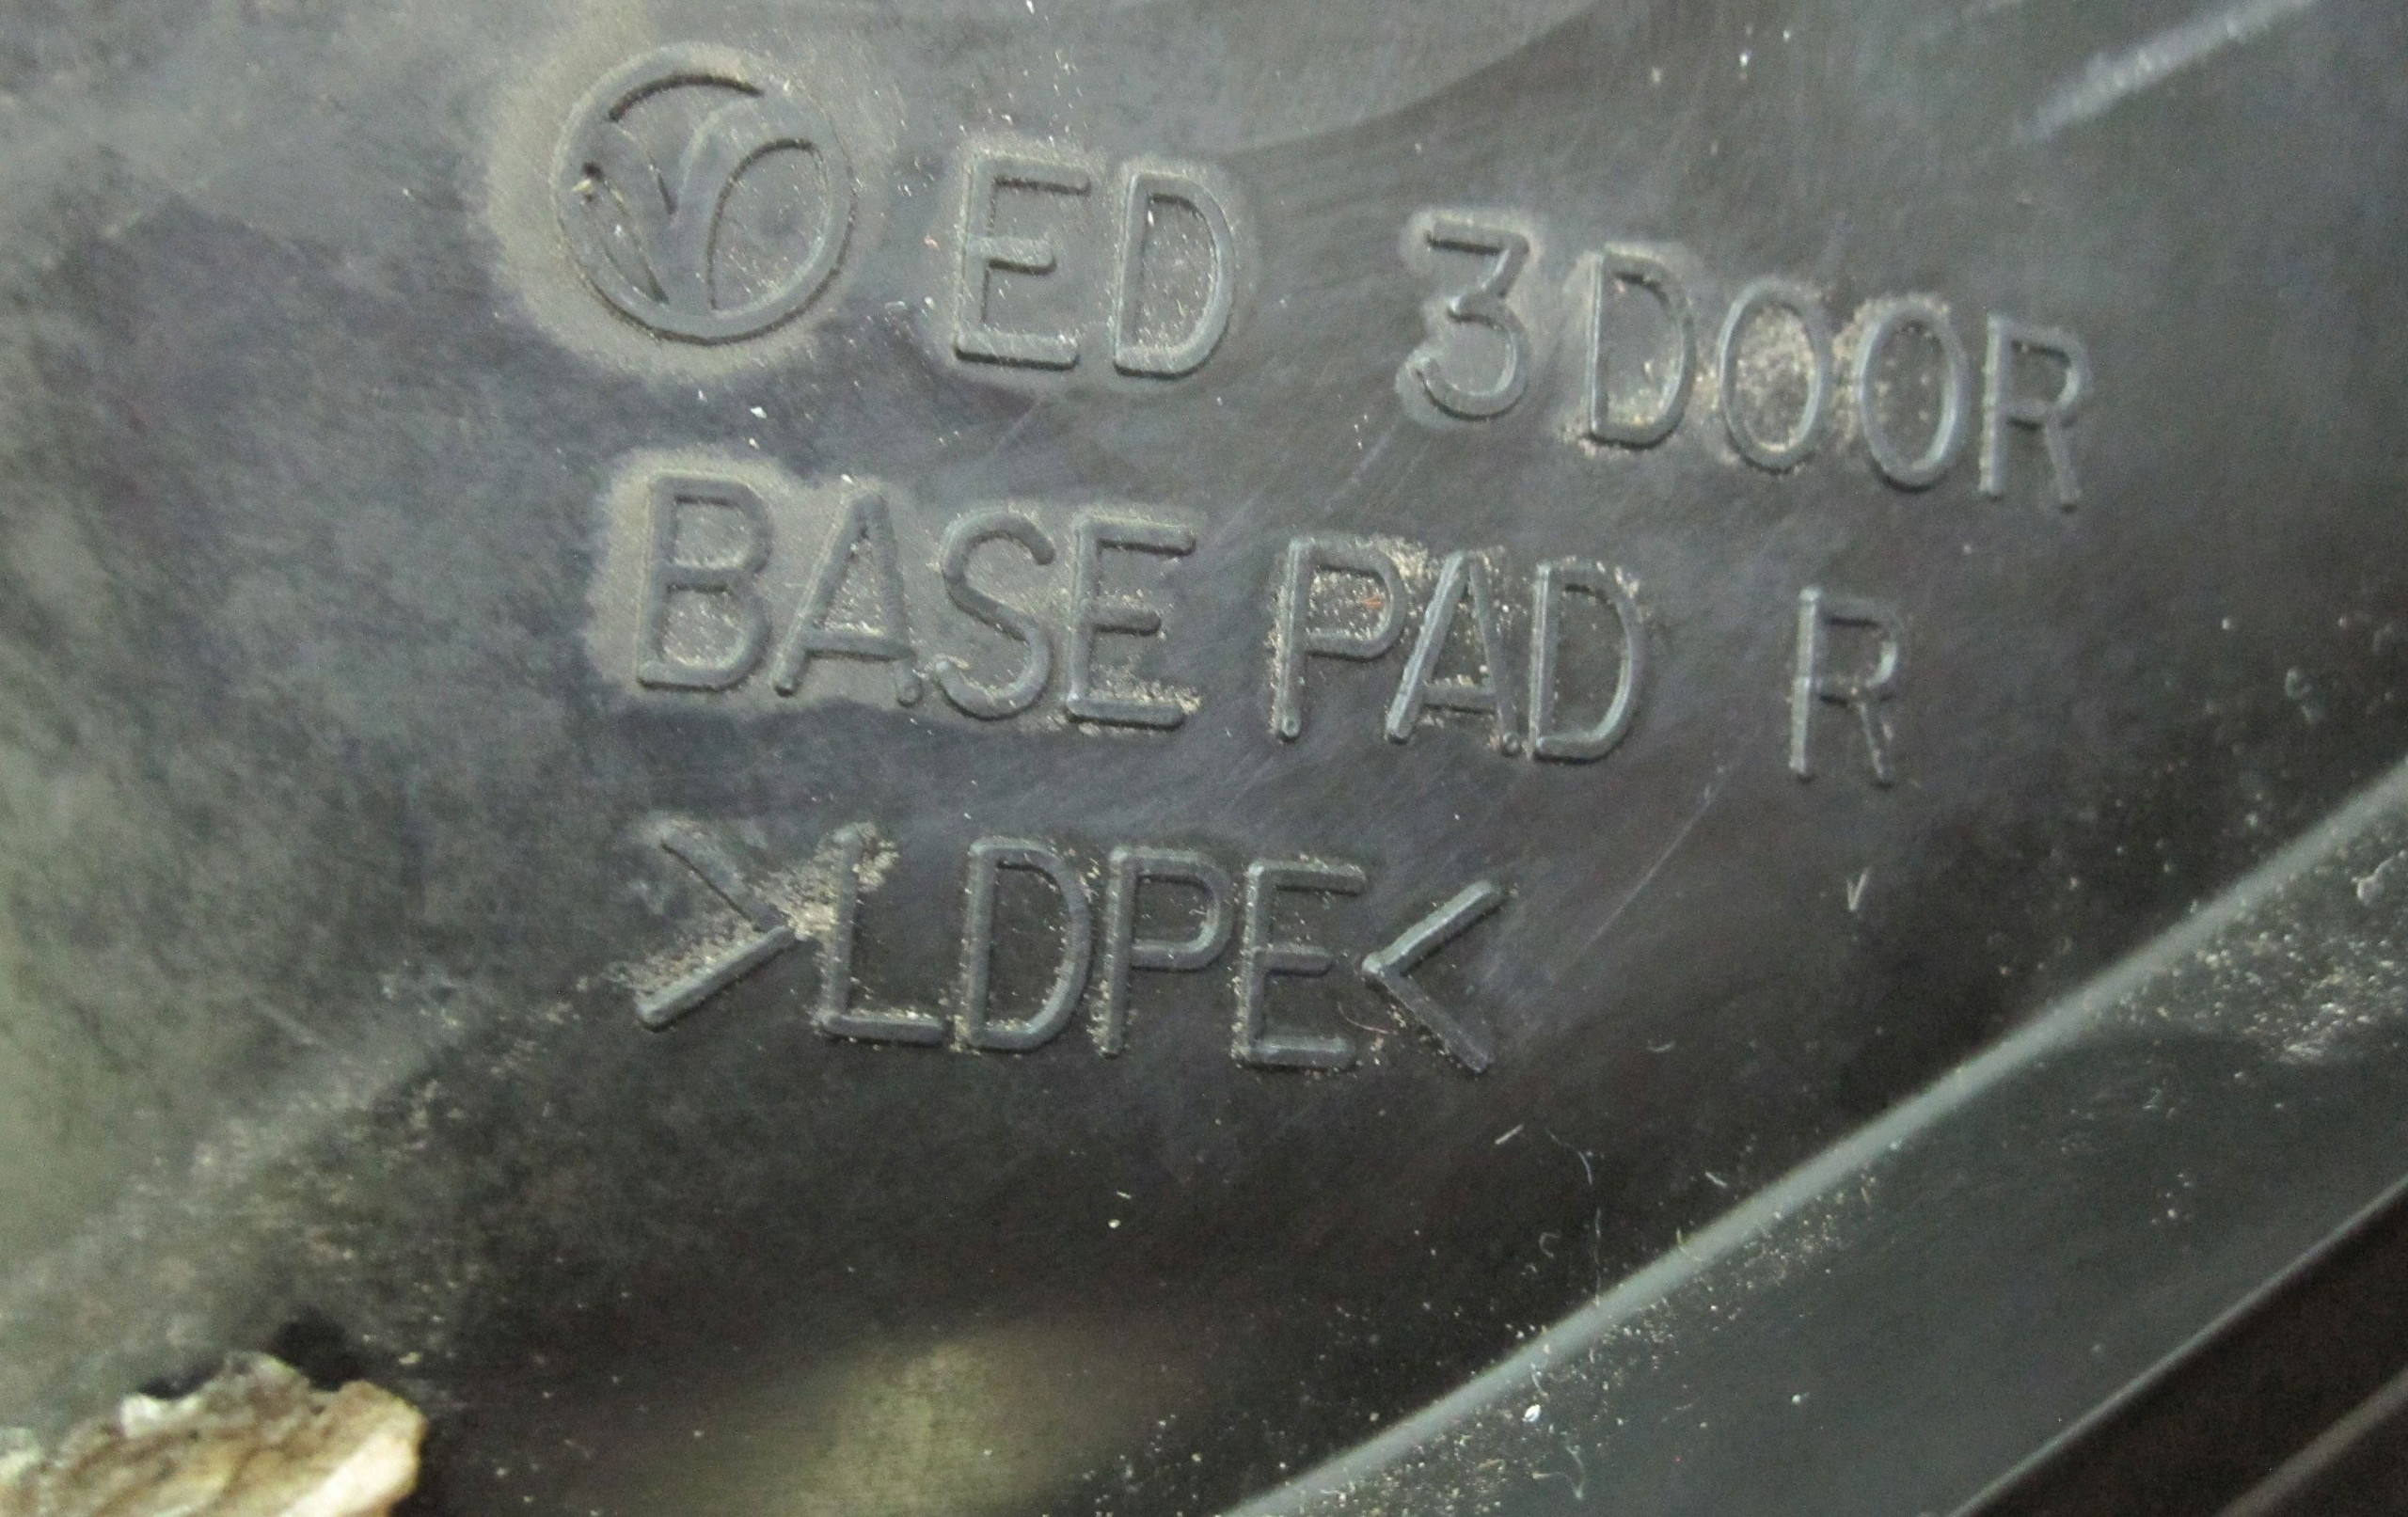 ED 3DOOR
BASE PAD R
>LDPE<